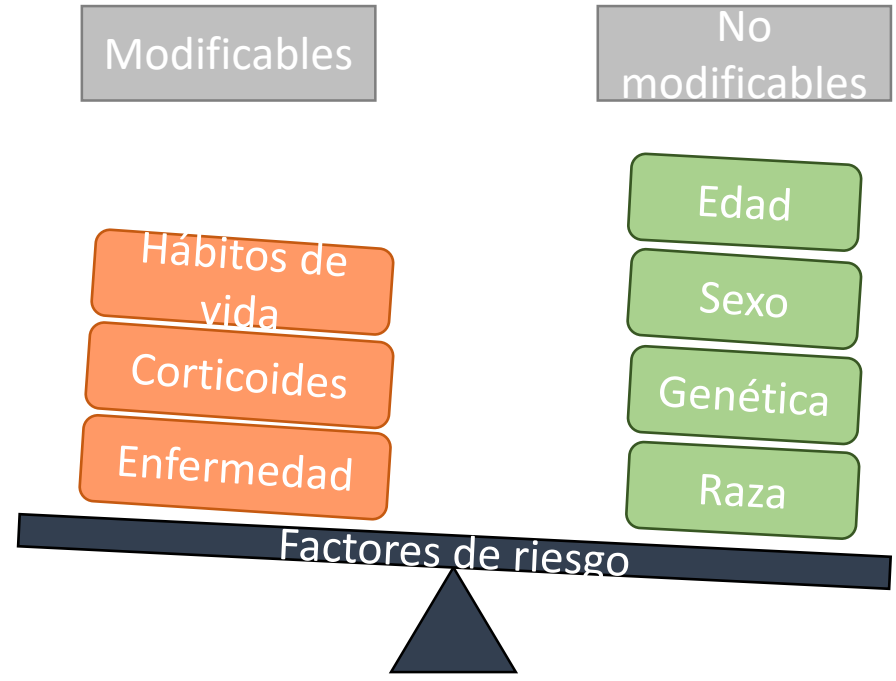 Modificables
No
modificables
Hábitos de
vida
Corticoides
Enfermedad
Edad
Sexo
Genética
Raza
Factores de riesgo